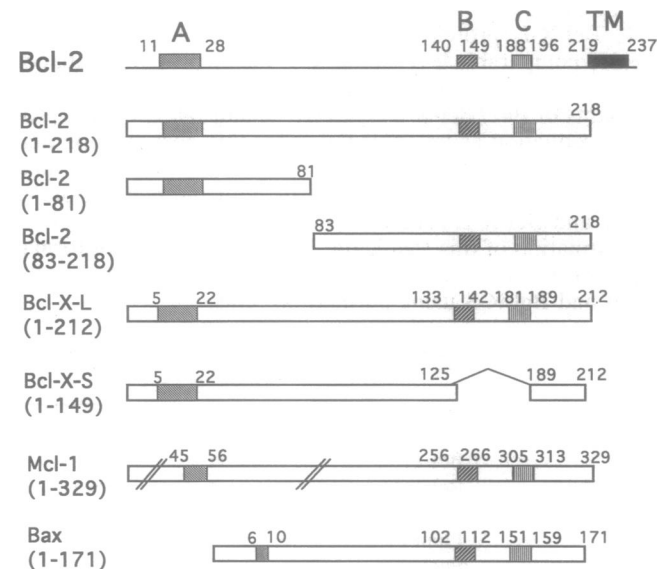 A B C TM
11 28 140 149 188 196 219 237
Bcl-2
218
Bcl-2
(1-218)
81
Bcl-2
(1-81)
83 218
Bcl-2
(83-218)
Bcl-X-L 5 22 133 142 181 189 212
(1-212)
Bcl-X-S 5 22 125 189 212
(1-149)
Mcl-1 45 56 256 266 305 313 329
(1-329)
Bax 6 10 102 112 151 159 171
(1-171)